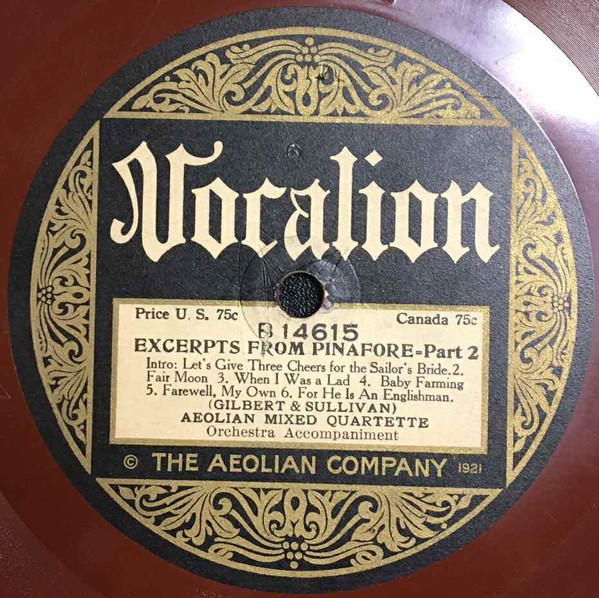 Vocalion
Price U. S. 75c Canada 75c
B 14615
EXCERPTS FROM PINAFORE=Part 2
Intro: Let's Give Three Cheers for the Sailor's Bride.2.
Fair Moon 3. When I Was a Lad 4. Baby Farming
5. Farewell, My Own 6. For He Is An Englishman.
(GILBERT & SULLIVAN)
AEOLIAN MIXED QUARTETTE
Orchestra Accompaniment
© THE AEOLIAN COMPANY 1921